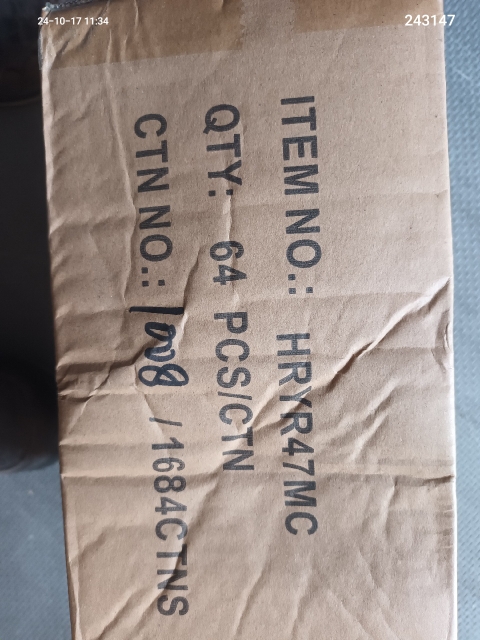 24-10-17 11:34
243147
ITEM NO.: HRYR47MC
QTY: 64 PCS/CTN
CTN NO.: 1008 /1684CTNS